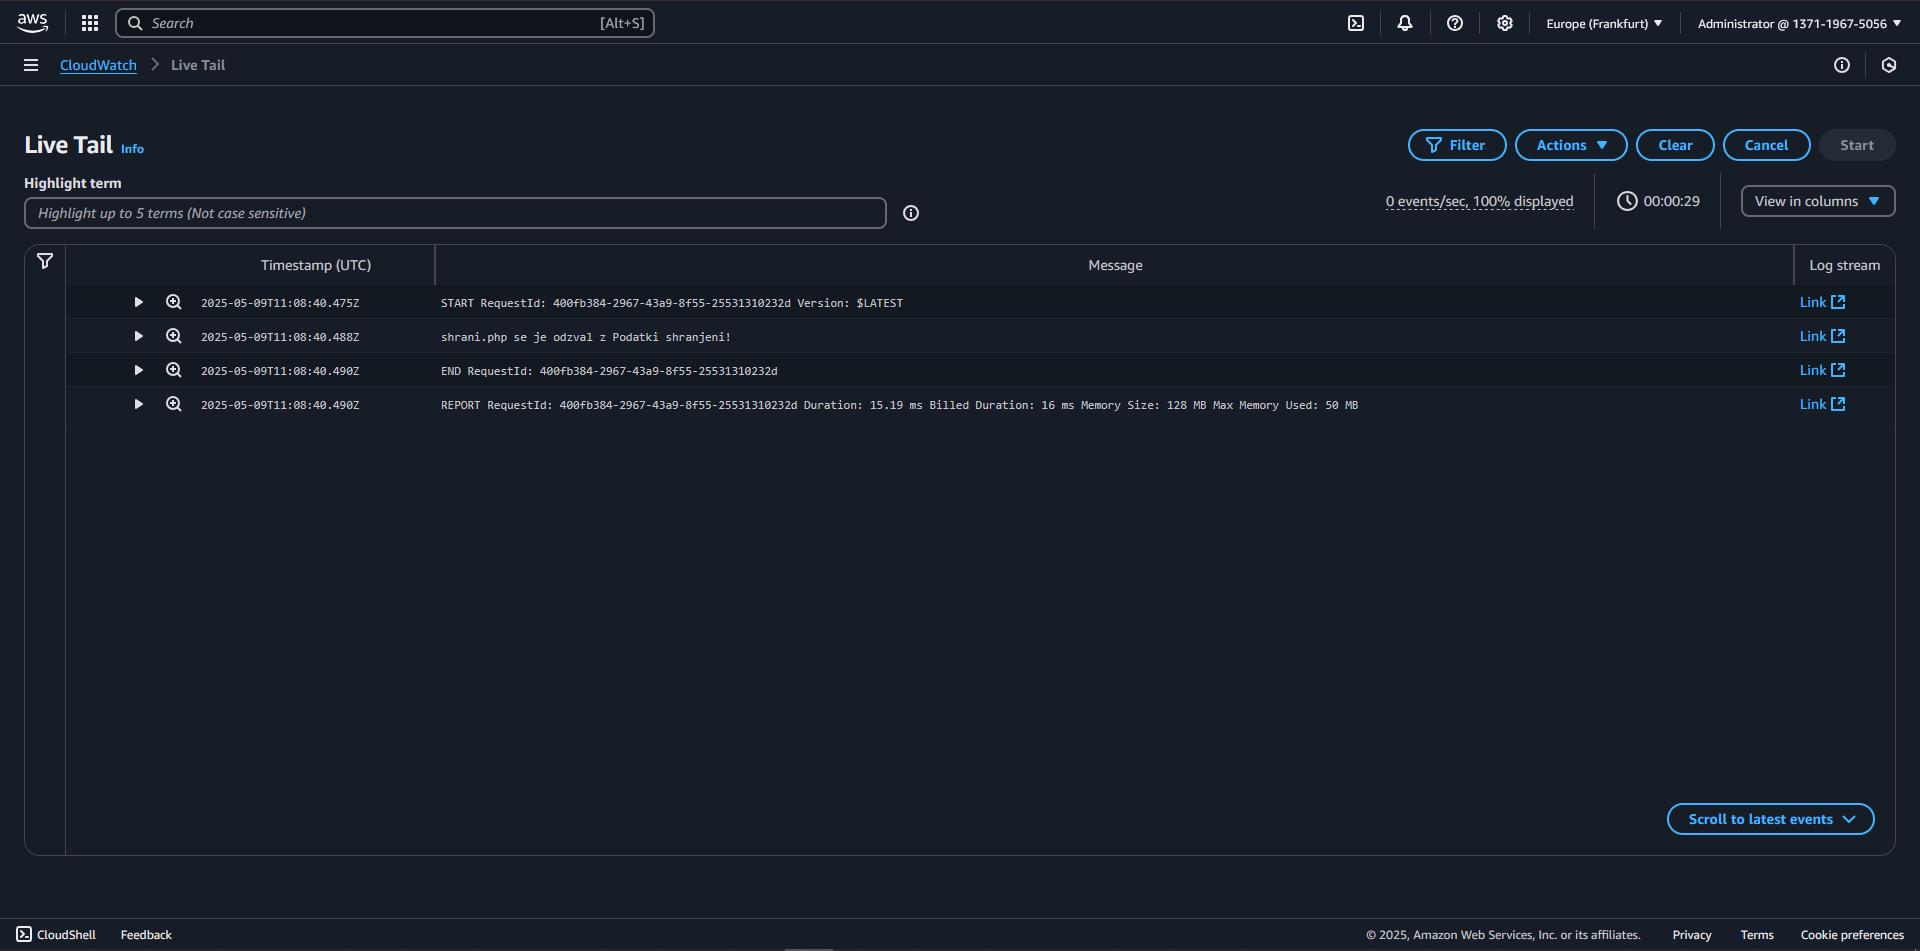 aws
Search [Alt+S]
Europe (Frankfurt)
Administrator @ 1371-1967-5056
CloudWatch
Live Tail
Live Tail Info
Filter
Actions
Clear
Cancel
Start
Highlight term
Highlight up to 5 terms (Not case sensitive)
0 events/sec, 100% displayed
00:00:29
View in columns
Timestamp (UTC) Message Log stream
2025-05-09T11:08:40.475Z START RequestId: 400fb384-2967-43a9-8f55-25531310232d Version: $LATEST Link
2025-05-09T11:08:40.488Z shrani.php se je odzval z Podatki shranjeni! Link
2025-05-09T11:08:40.490Z END RequestId: 400fb384-2967-43a9-8f55-25531310232d Link
2025-05-09T11:08:40.490Z REPORT RequestId: 400fb384-2967-43a9-8f55-25531310232d Duration: 15.19 ms Billed Duration: 16 ms Memory Size: 128 MB Max Memory Used: 50 MB Link
Scroll to latest events
CloudShell
Feedback
© 2025, Amazon Web Services, Inc. or its affiliates.
Privacy
Terms
Cookie preferences